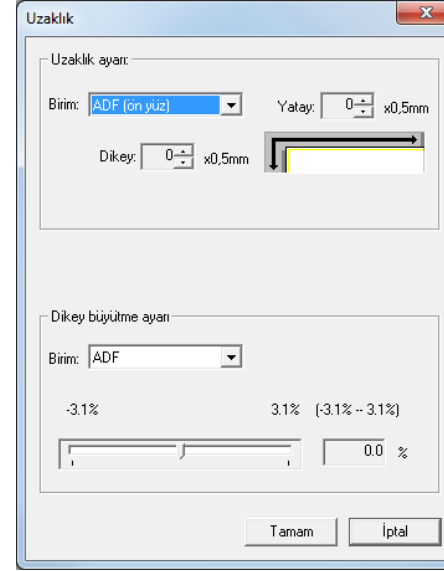 Uzaklık
Uzaklık ayarı:
Birim: ADF (ön yüz) Yatay: 0 x0,5mm
Dikey: 0 x0,5mm
Dikey büyütme ayarı
Birim: ADF
-3.1% 3.1% (-3.1% -- 3.1%)
0.0 %
Tamam İptal